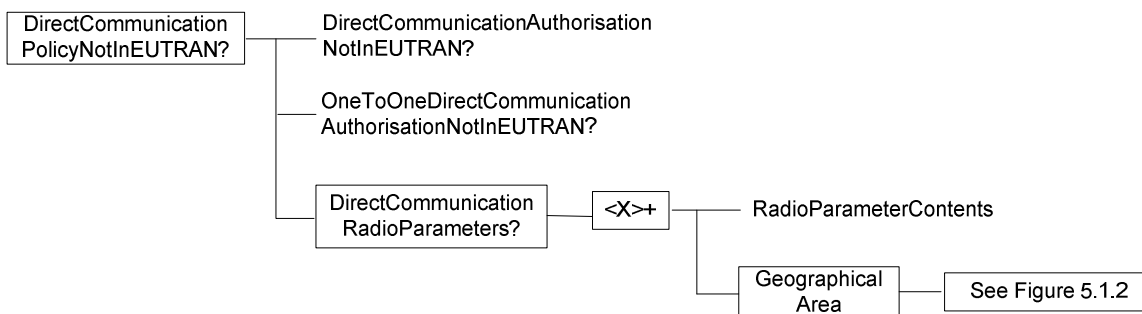 DirectCommunication
PolicyNotInEUTRAN?
DirectCommunicationAuthorisation
NotInEUTRAN?
OneToOneDirectCommunication
AuthorisationNotInEUTRAN?
DirectCommunication
RadioParameters?
<X>+
RadioParameterContents
Geographical
Area
See Figure 5.1.2